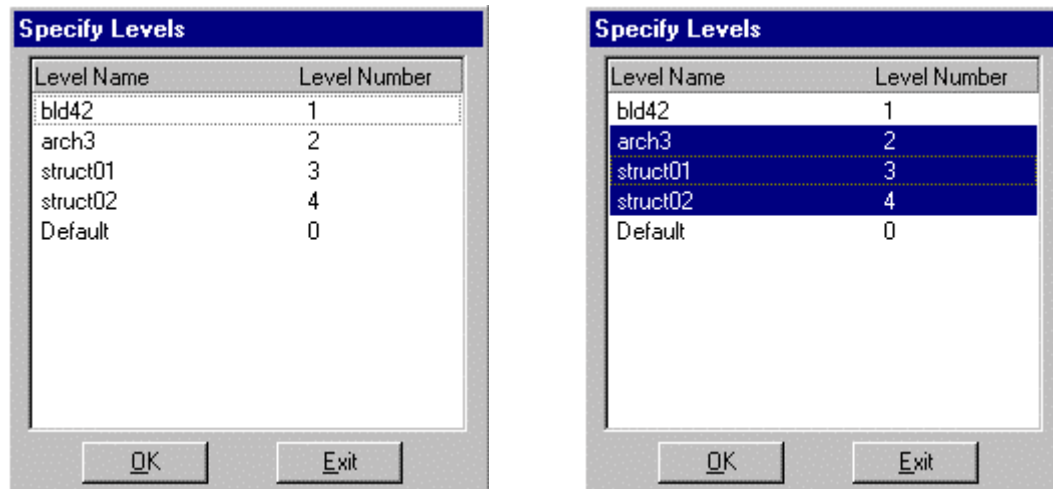 Specify Levels
Level Name Level Number
bld42 1
arch3 2
struct01 3
struct02 4
Default 0
OK Exit
Specify Levels
Level Name Level Number
bld42 1
arch3 2
struct01 3
struct02 4
Default 0
OK Exit